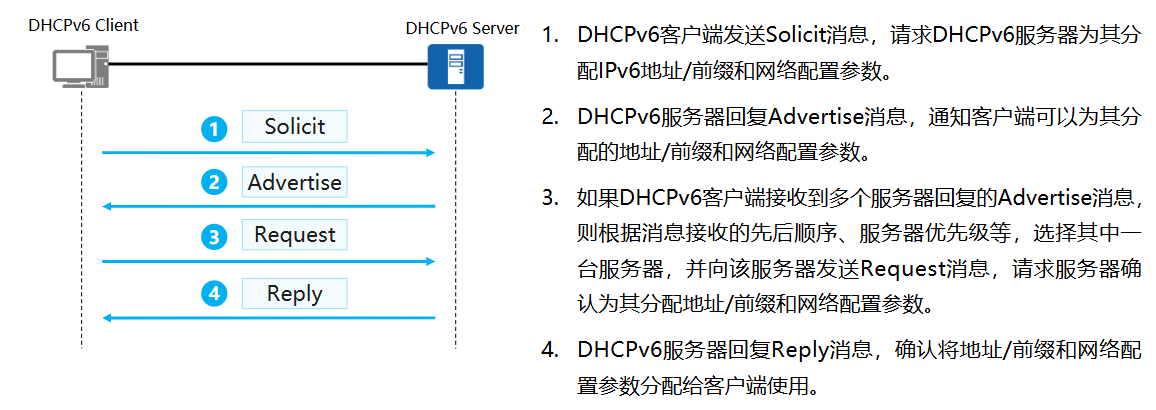 DHCPv6 Client
DHCPv6 Server
1 Solicit
2 Advertise
3 Request
4 Reply
1. DHCPv6客户端发送Solicit消息，请求DHCPv6服务器为其分
配IPv6地址/前缀和网络配置参数。
2. DHCPv6服务器回复Advertise消息，通知客户端可以为其分
配的地址/前缀和网络配置参数。
3. 如果DHCPv6客户端接收到多个服务器回复的Advertise消息，
则根据消息接收的先后顺序、服务器优先级等，选择其中一
台服务器，并向该服务器发送Request消息，请求服务器确
认为其分配地址/前缀和网络配置参数。
4. DHCPv6服务器回复Reply消息，确认将地址/前缀和网络配
置参数分配给客户端使用。